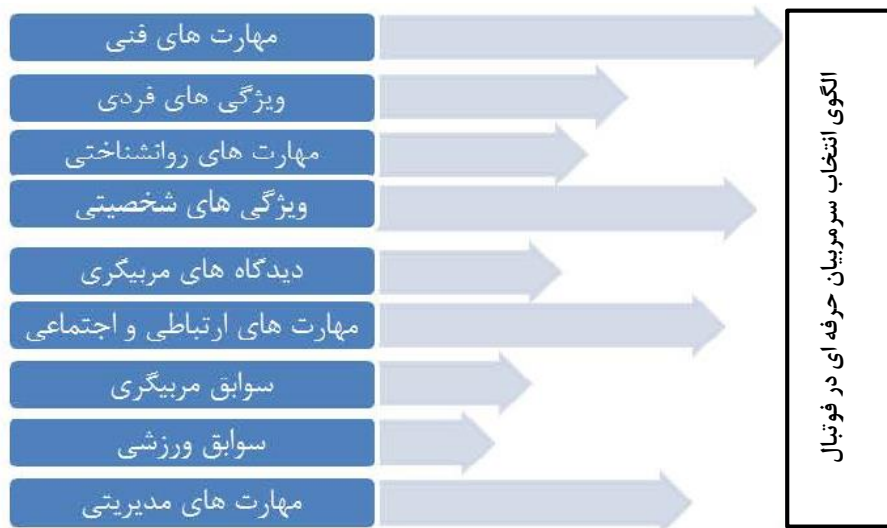 مهارت های فنی
ویژگی های فردی
مهارت های روانشناختی
ویژگی های شخصیتی
دیدگاه های مربیگری
مهارت های ارتباطی و اجتماعی
سوابق مربیگری
سوابق ورزشی
مهارت های مدیریتی
الگوی انتخاب سرمربیان حرفه ای در فوتبال